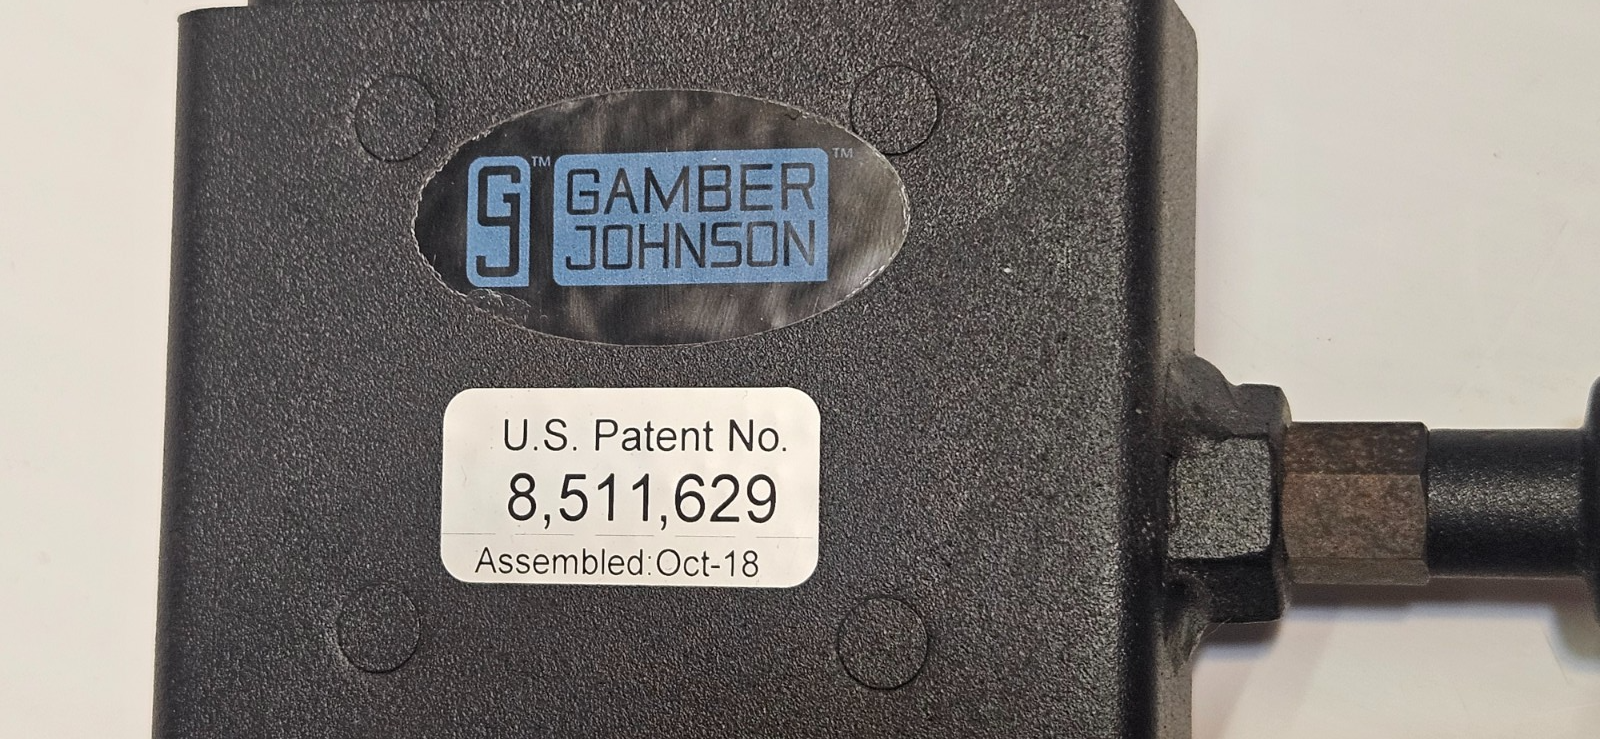 GJ™ GAMBER™
JOHNSON
U.S. Patent No.
8,511,629
Assembled:Oct-18